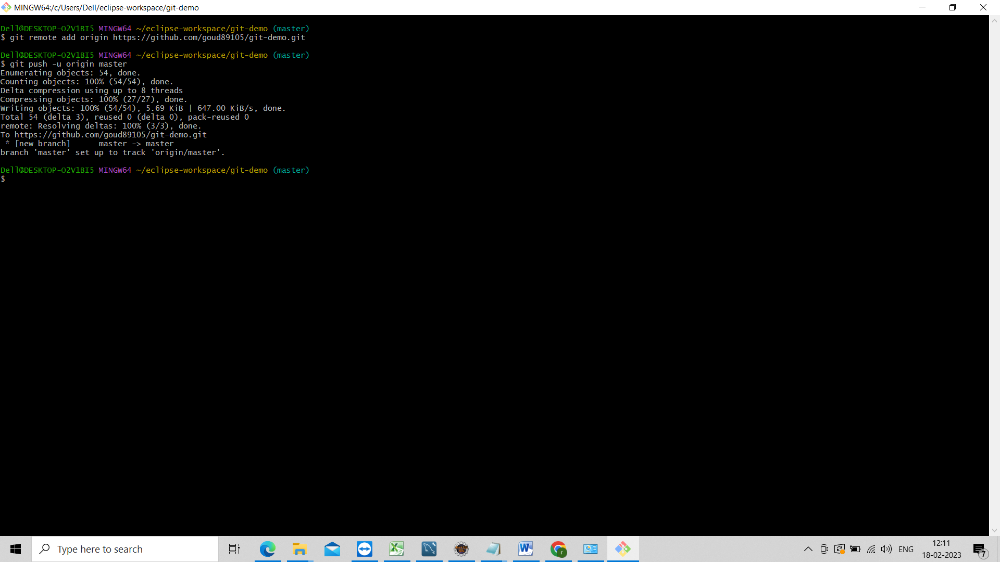 MINGW64:/c/Users/Dell/eclipse-workspace/git-demo
Dell@DESKTOP-O2V1BI5 MINGW64 ~/eclipse-workspace/git-demo (master)
$ git remote add origin https://github.com/goud89105/git-demo.git
Dell@DESKTOP-O2V1BI5 MINGW64 ~/eclipse-workspace/git-demo (master)
$ git push -u origin master
Enumerating objects: 54, done.
Counting objects: 100% (54/54), done.
Delta compression using up to 8 threads
Compressing objects: 100% (27/27), done.
Writing objects: 100% (54/54), 5.69 KiB | 647.00 KiB/s, done.
Total 54 (delta 3), reused 0 (delta 0), pack-reused 0
remote: Resolving deltas: 100% (3/3), done.
To https://github.com/goud89105/git-demo.git
 * [new branch]      master -> master
branch 'master' set up to track 'origin/master'.
Dell@DESKTOP-O2V1BI5 MINGW64 ~/eclipse-workspace/git-demo (master)
$
Type here to search
ENG
12:11
18-02-2023
7